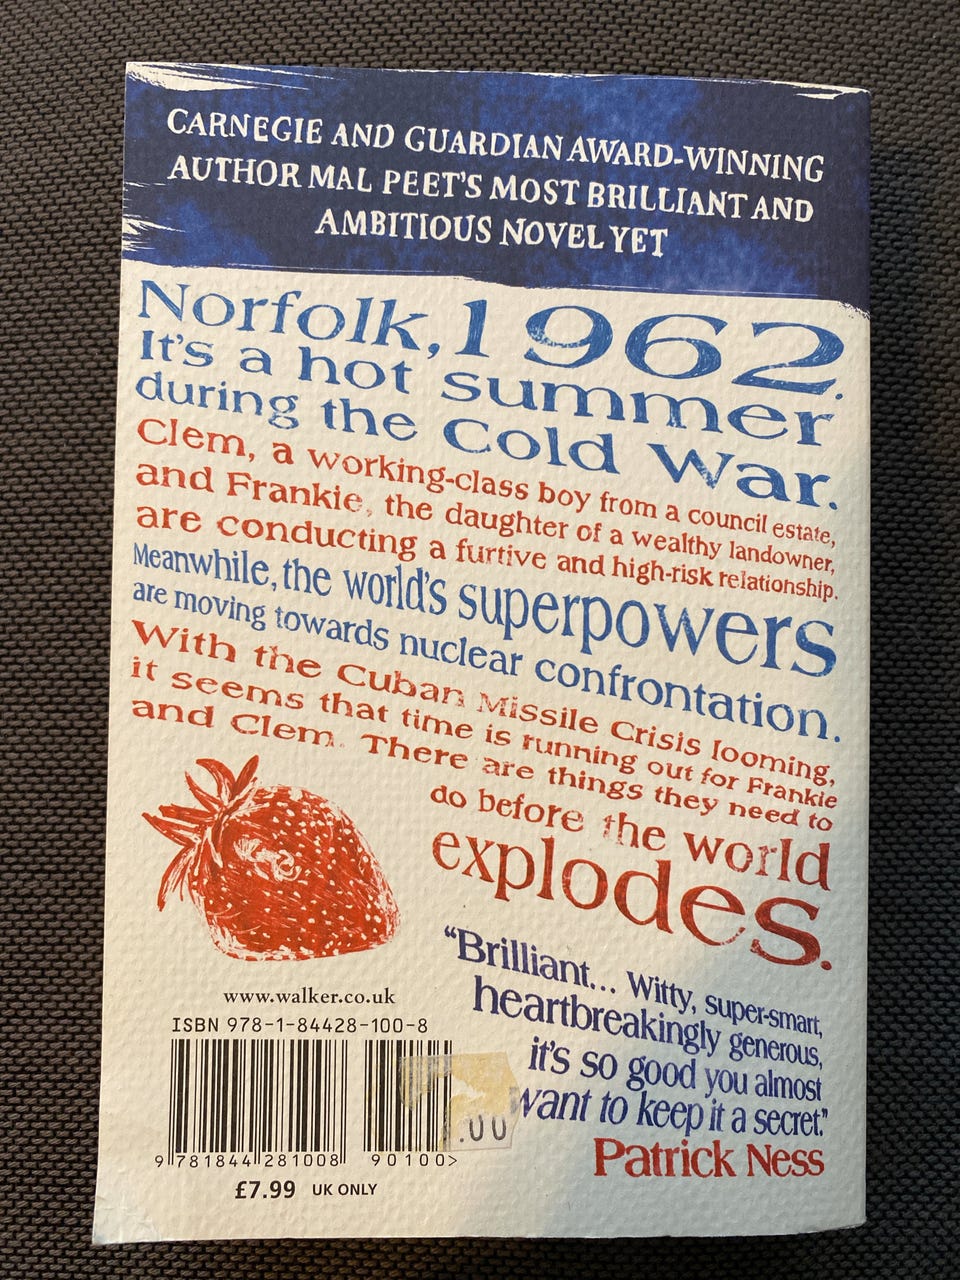 CARNEGIE AND GUARDIAN AWARD-WINNING
AUTHOR MAL PEET'S MOST BRILLIANT AND
AMBITIOUS NOVEL YET
Norfolk, 1962.
It's a hot summer
during the Cold War.
Clem, a working-class boy from a council estate,
and Frankie, the daughter of a wealthy landowner,
are conducting a furtive and high-risk relationship.
Meanwhile, the world's superpowers
are moving towards nuclear confrontation.
With the Cuban Missile Crisis looming,
it seems that time is running out for Frankie
and Clem. There are things they need to
do before the world
explodes.
"Brilliant... Witty, super-smart,
heartbreakingly generous,
it's so good you almost
want to keep it a secret."
Patrick Ness
www.walker.co.uk
ISBN 978-1-84428-100-8
.00
9 781844 281008
90100>
£7.99 UK ONLY